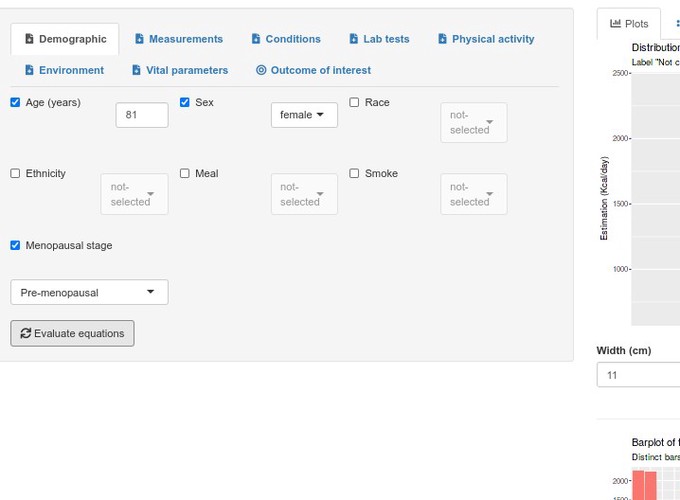 Demographic
Measurements
Conditions
Lab tests
Physical activity
Environment
Vital parameters
Outcome of interest
Age (years)
81
Sex
female
Race
not-
selected
Ethnicity
not-
selected
Meal
not-
selected
Smoke
not-
selected
Menopausal stage
Pre-menopausal
Evaluate equations
Plots
Distribution
Label "Not c
Estimation (Kcal/day)
2500
2000
1500
1000
Width (cm)
11
Barplot of f
Distinct bars
2000
1500